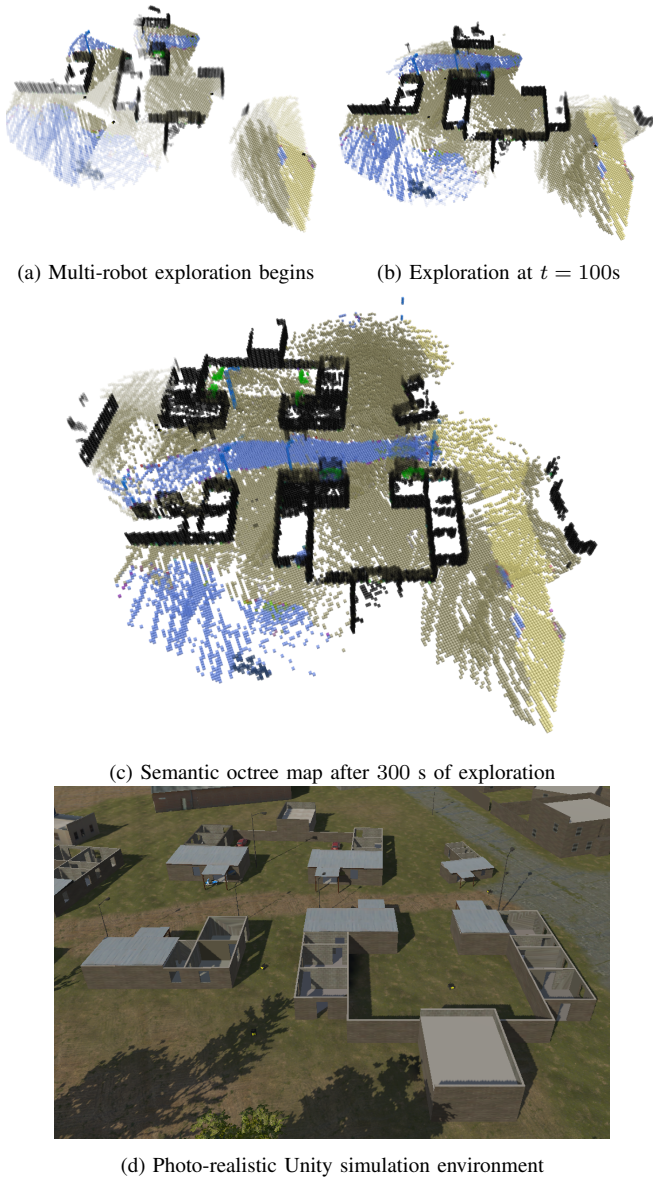 (a) Multi-robot exploration begins
(b) Exploration at t = 100s
(c) Semantic octree map after 300 s of exploration
(d) Photo-realistic Unity simulation environment